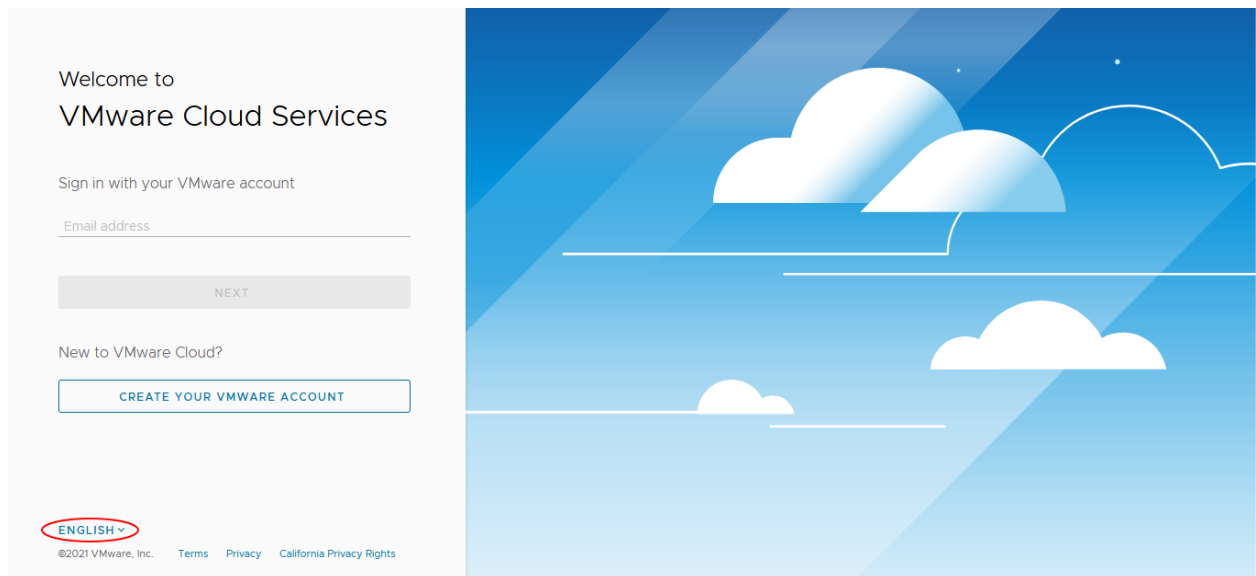 Welcome to
VMware Cloud Services
Sign in with your VMware account
Email address
NEXT
New to VMware Cloud?
CREATE YOUR VMWARE ACCOUNT
ENGLISH
©2021 VMware, Inc. Terms Privacy California Privacy Rights